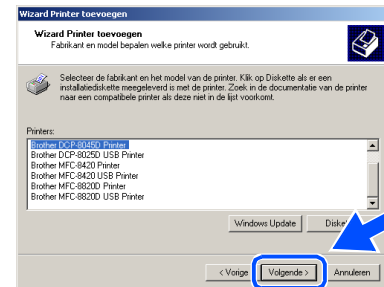 Wizard Printer toevoegen
Wizard Printer toevoegen
Fabrikant en model bepalen welke printer wordt gebruikt.
Selecteer de fabrikant en het model van de printer. Klik op Diskette als er een
installatiediskette meegeleverd is met de printer. Zoek in de documentatie van de printer
naar een compatibele printer als deze niet in de lijst voorkomt.
Printers:
Brother DCP-8045D Printer
Brother DCP-8025D USB Printer
Brother MFC-8420 Printer
Brother MFC-8420 USB Printer
Brother MFC-8820D Printer
Brother MFC-8820D USB Printer
Windows Update
< Vorige
Volgende >
Annuleren